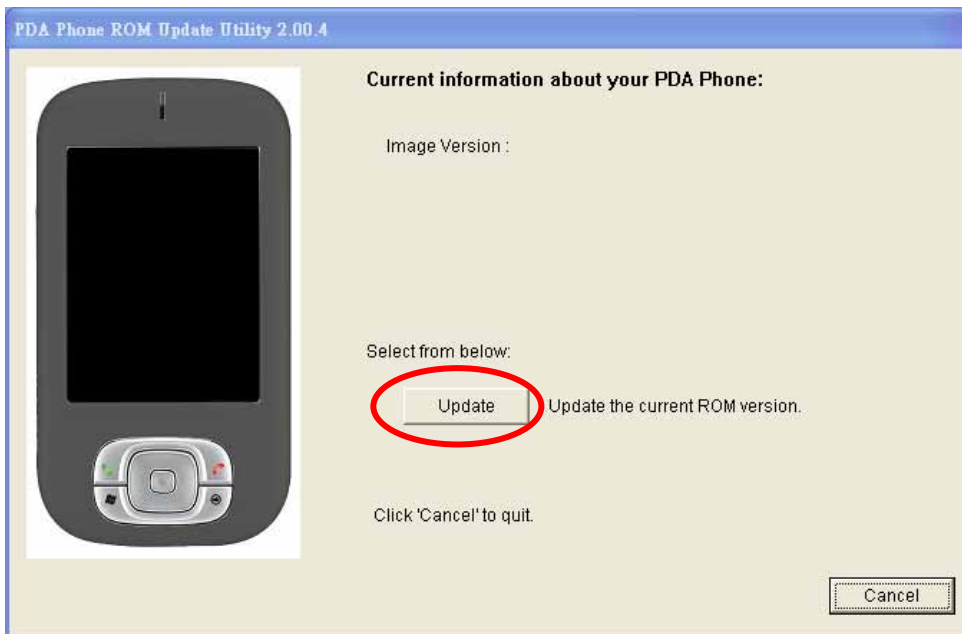 PDA Phone ROM Update Utility 2.00.4
Current information about your PDA Phone:
Image Version :
Select from below:
Update Update the current ROM version.
Click 'Cancel' to quit.
Cancel